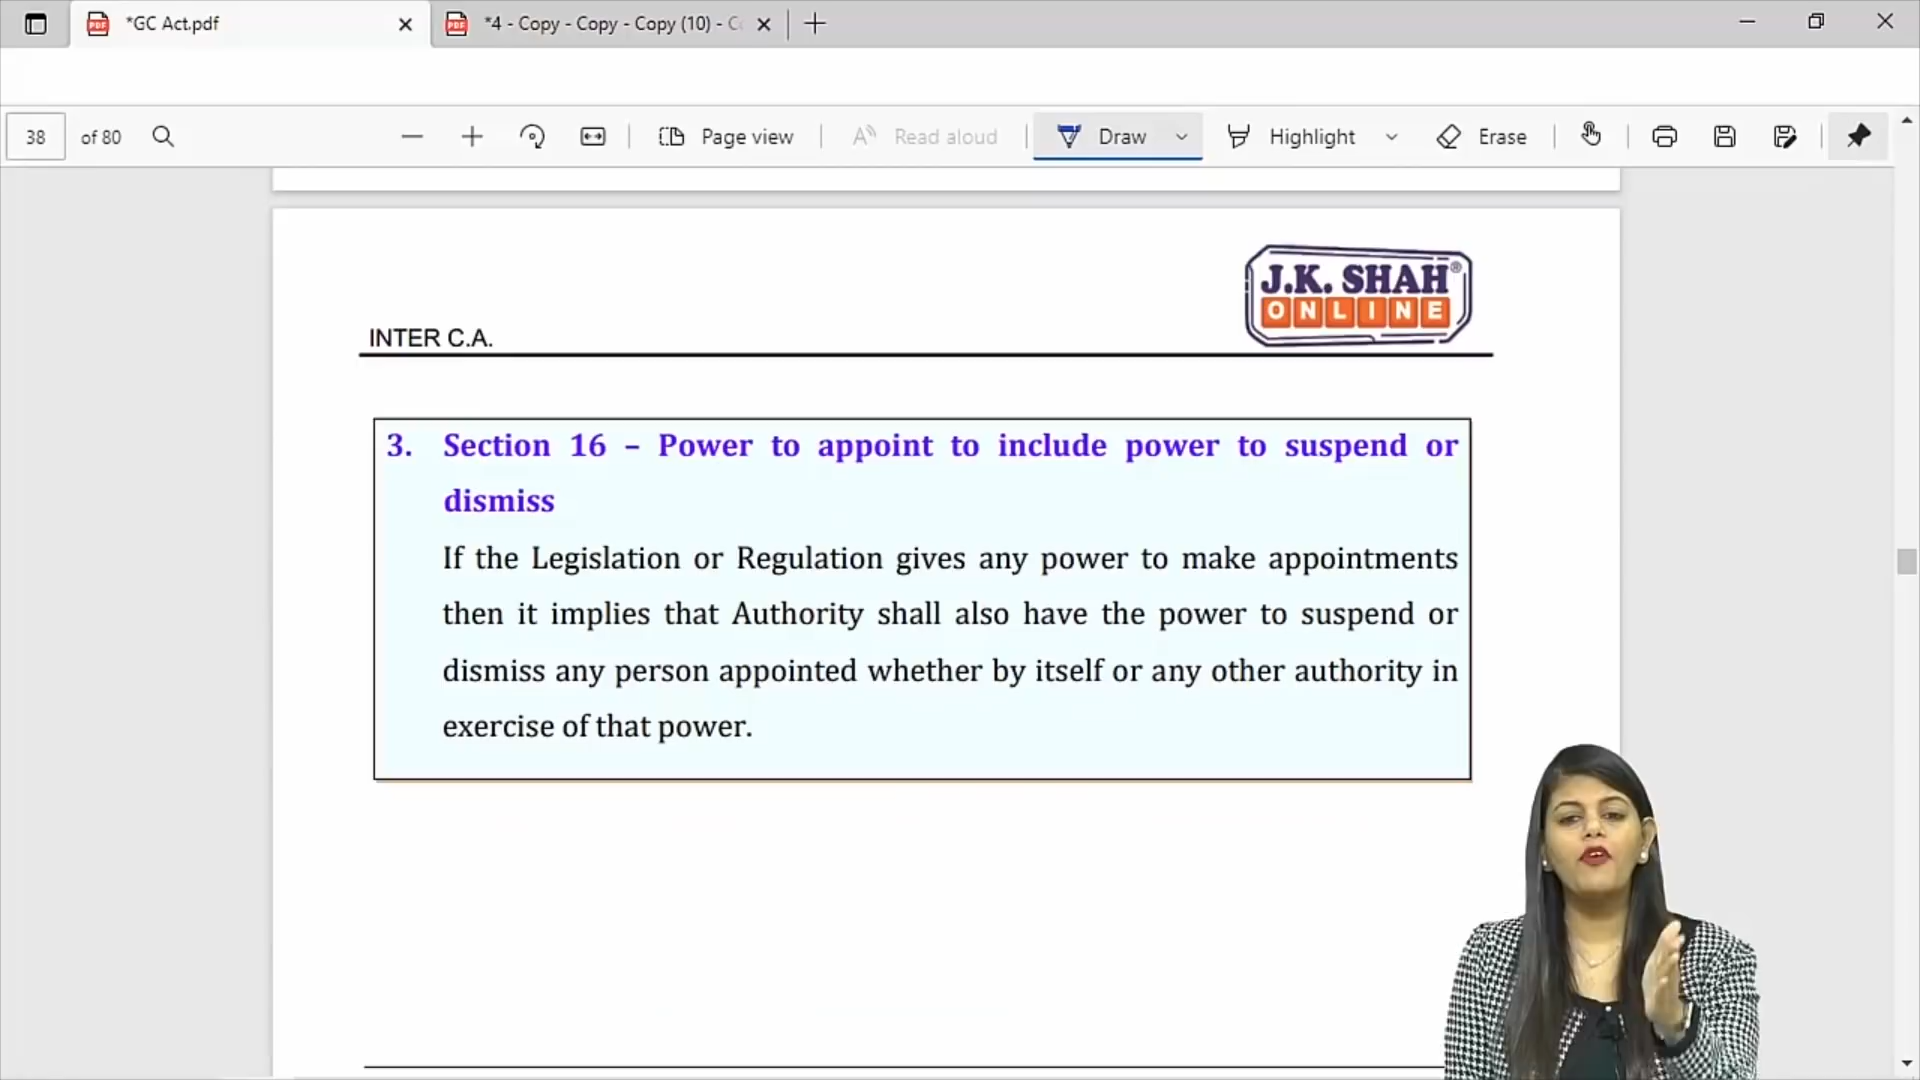 *GC Act.pdf
*4 - Copy - Copy - Copy (10) - C
38 of 80
Page view
Read aloud
Draw
Highlight
Erase
J.K. SHAH®
ONLINE
INTER C.A.
3. Section 16 – Power to appoint to include power to suspend or
dismiss
If the Legislation or Regulation gives any power to make appointments
then it implies that Authority shall also have the power to suspend or
dismiss any person appointed whether by itself or any other authority in
exercise of that power.